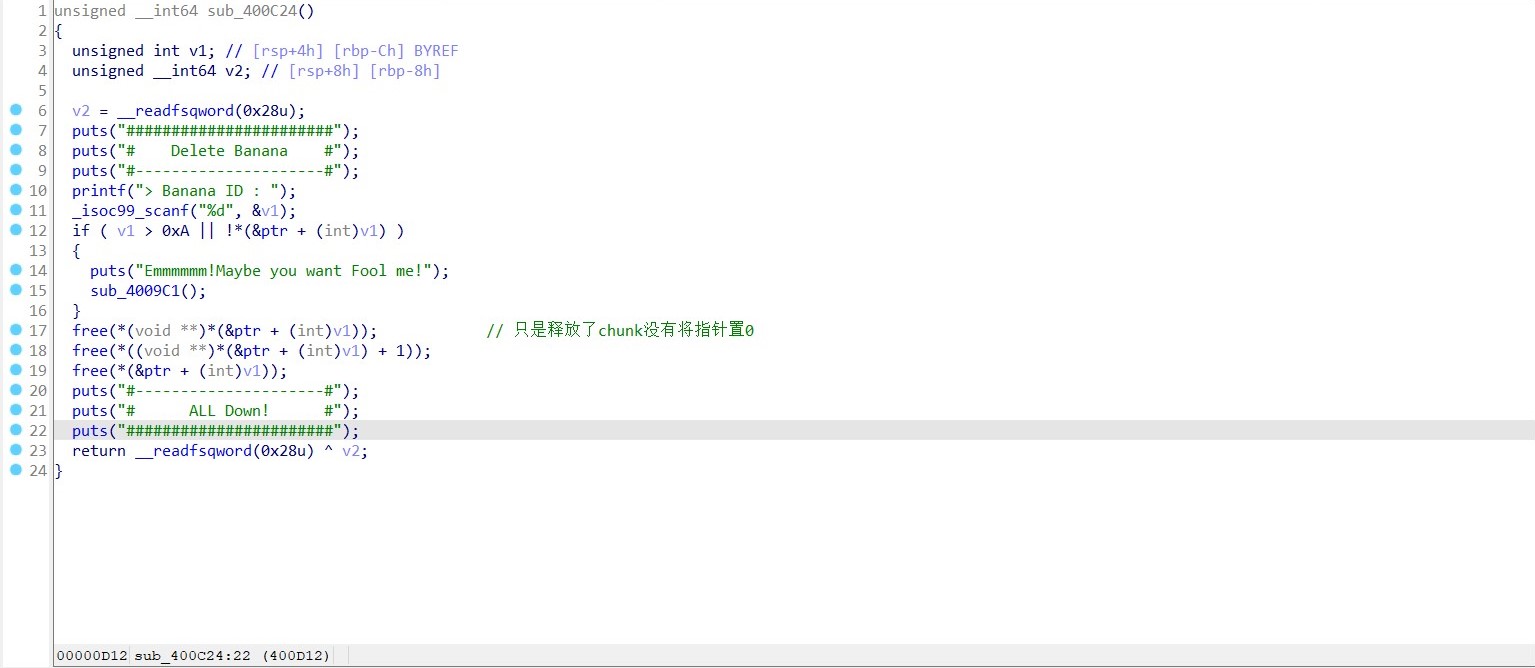 1 unsigned __int64 sub_400C24()
2 {
3 unsigned int v1; // [rsp+4h] [rbp-Ch] BYREF
4 unsigned __int64 v2; // [rsp+8h] [rbp-8h]
5
6 v2 = __readfsqword(0x28u);
7 puts("#######################");
8 puts("#    Delete Banana    #");
9 puts("#---------------------#");
10 printf("> Banana ID : ");
11 _isoc99_scanf("%d", &v1);
12 if ( v1 > 0xA || !*(&ptr + (int)v1) )
13 {
14 puts("Emmmmmm!Maybe you want Fool me!");
15 sub_4009C1();
16 }
17 free(*(void **)*(&ptr + (int)v1)); // 只是释放了chunk没有将指针置0
18 free(*((void **)*(&ptr + (int)v1) + 1));
19 free(*(&ptr + (int)v1));
20 puts("#---------------------#");
21 puts("#      ALL Down!      #");
22 puts("#######################");
23 return __readfsqword(0x28u) ^ v2;
24 }
00000D12 sub_400C24:22 (400D12)